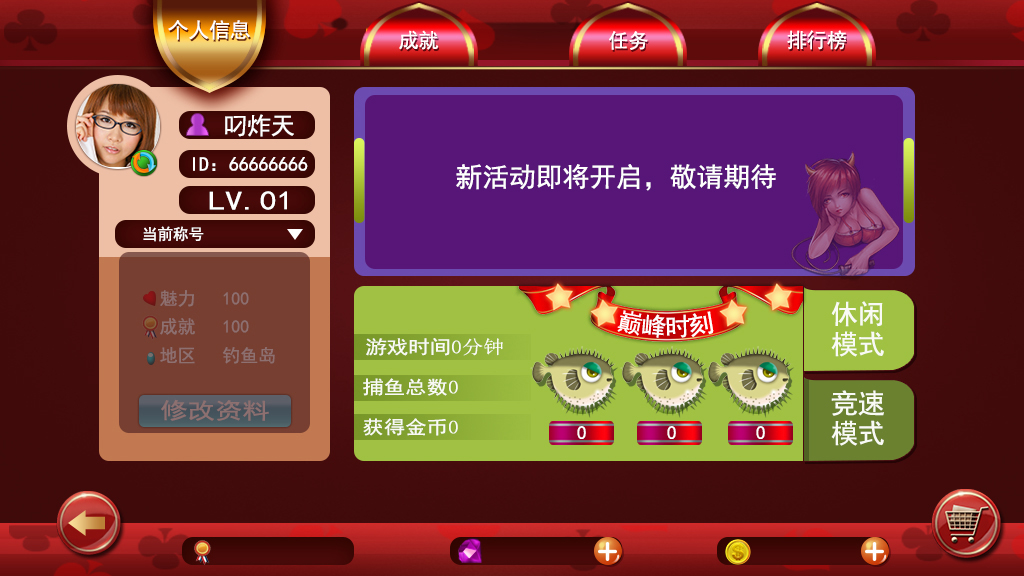 个人信息
成就
任务
排行榜
叼炸天
ID: 66666666
LV. 01
当前称号
魅力 100
成就 100
地区 钓鱼岛
修改资料
新活动即将开启，敬请期待
巅峰时刻
游戏时间0分钟
捕鱼总数0
获得金币0
0 0 0
休闲
模式
竞速
模式